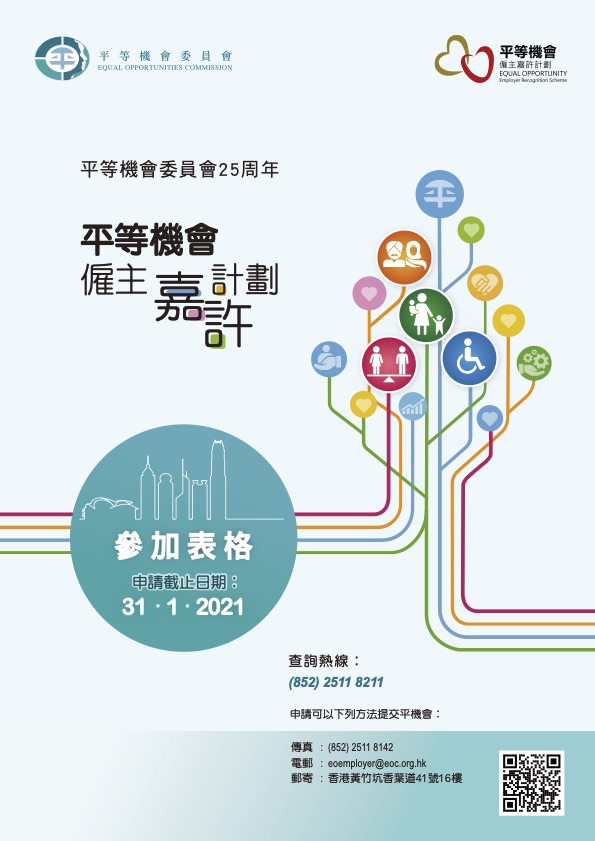 平等機會委員會
EQUAL OPPORTUNITIES COMMISSION
平等機會
僱主嘉許計劃
EQUAL OPPORTUNITY
Employer Recognition Scheme
平等機會委員會25周年
平等機會
僱主嘉許計劃
參加表格
申請截止日期：
31 · 1 · 2021
查詢熱線：
(852) 2511 8211
申請可以下列方法提交平機會：
傳真 ：(852) 2511 8142
電郵 ：eoemployer@eoc.org.hk
郵寄 ：香港黃竹坑香葉道41號16樓